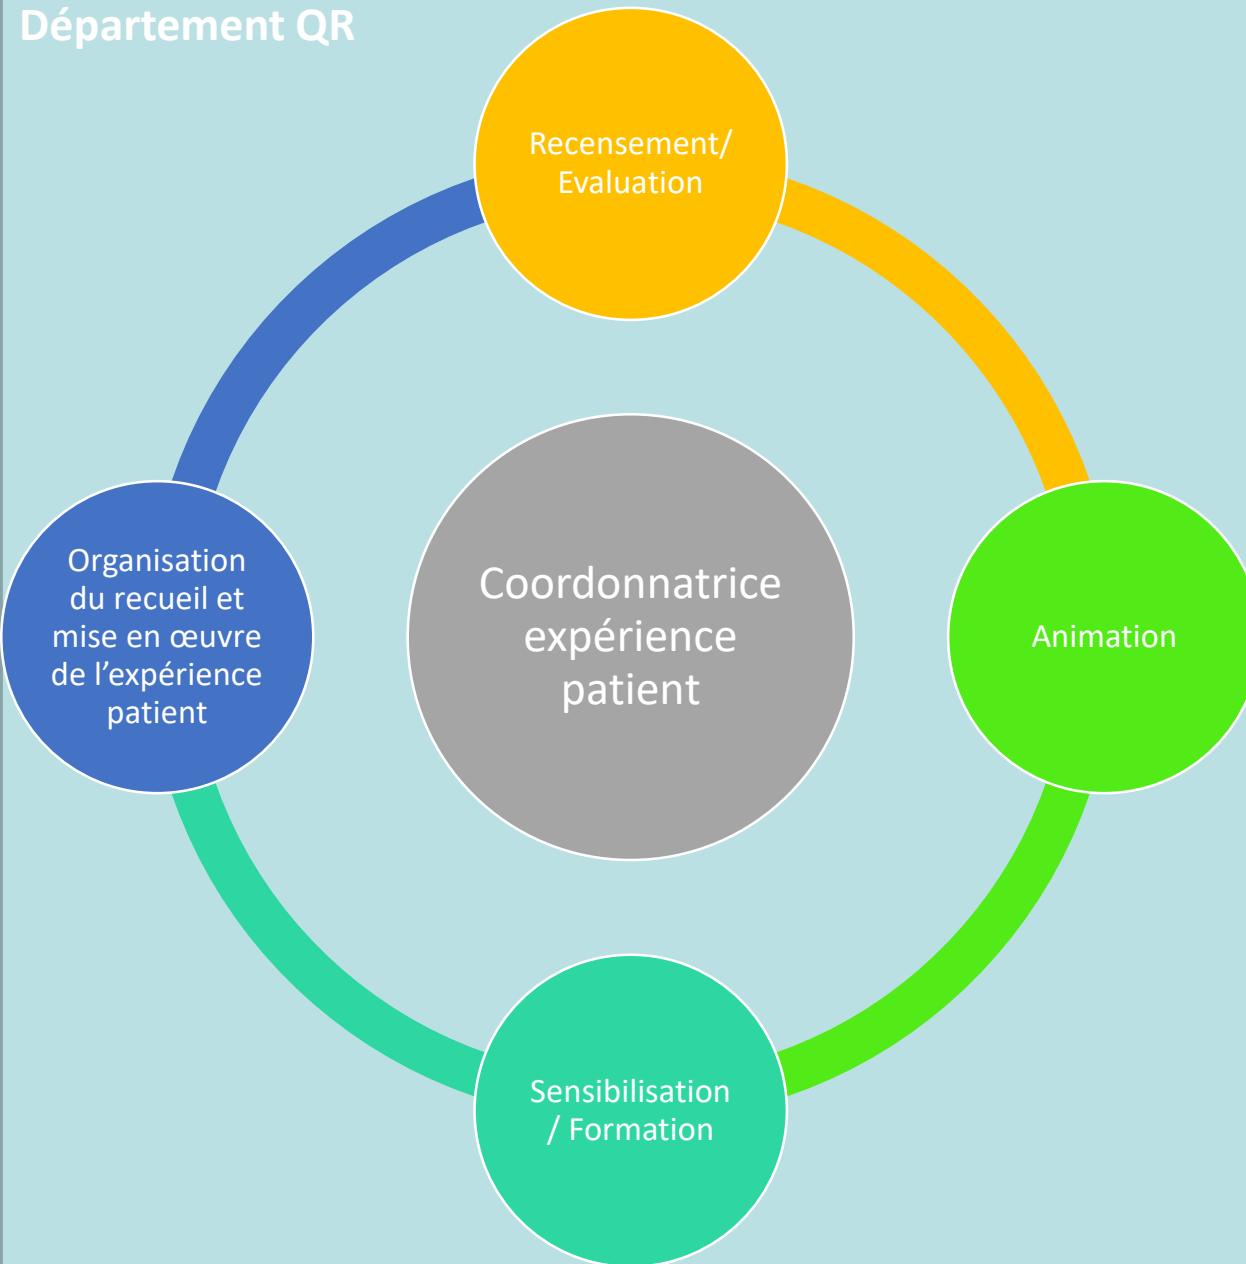 Département QR
Recensement/
Evaluation
Organisation
du recueil et
mise en œuvre
de l’expérience
patient
Coordonnatrice
expérience
patient
Animation
Sensibilisation
/ Formation